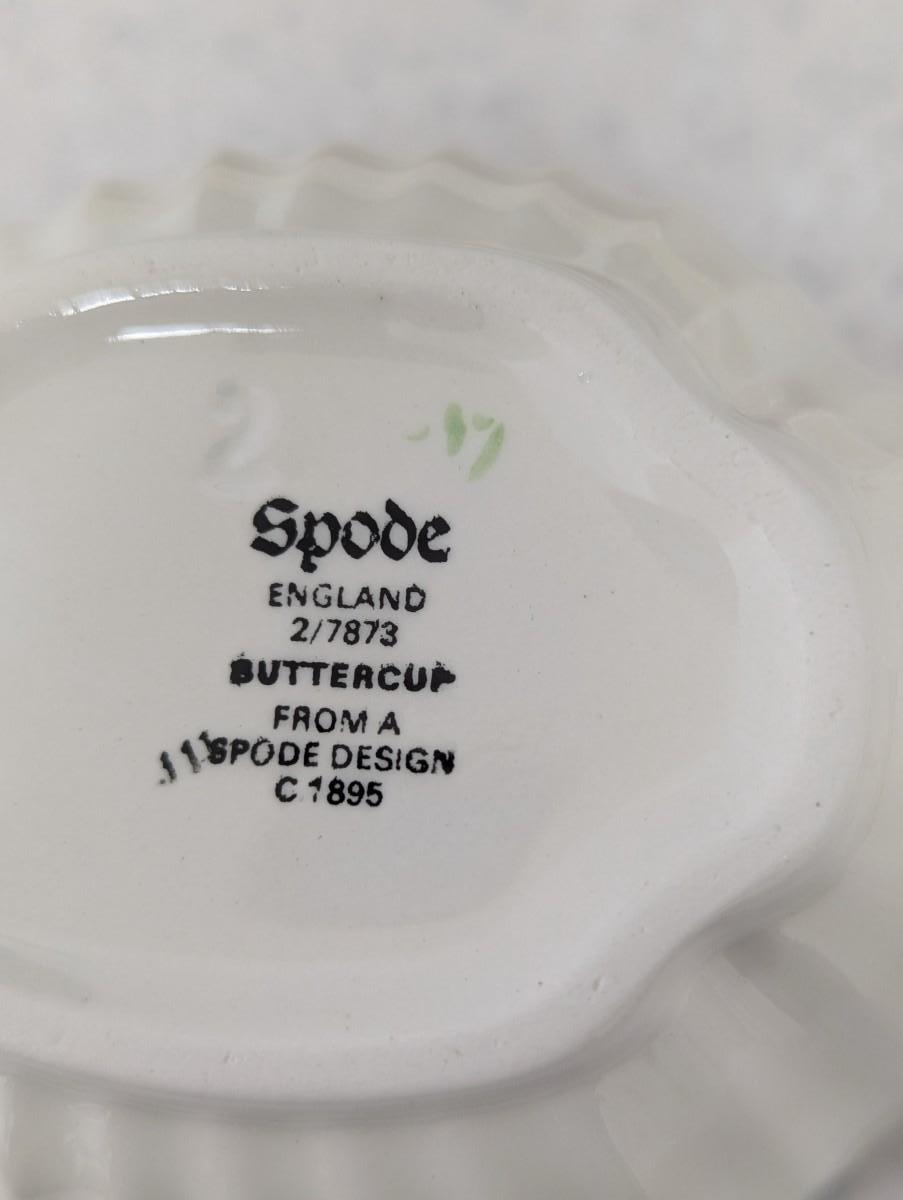 Spode
ENGLAND
2/7873
BUTTERCUP
FROM A
SPODE DESIGN
C 1895